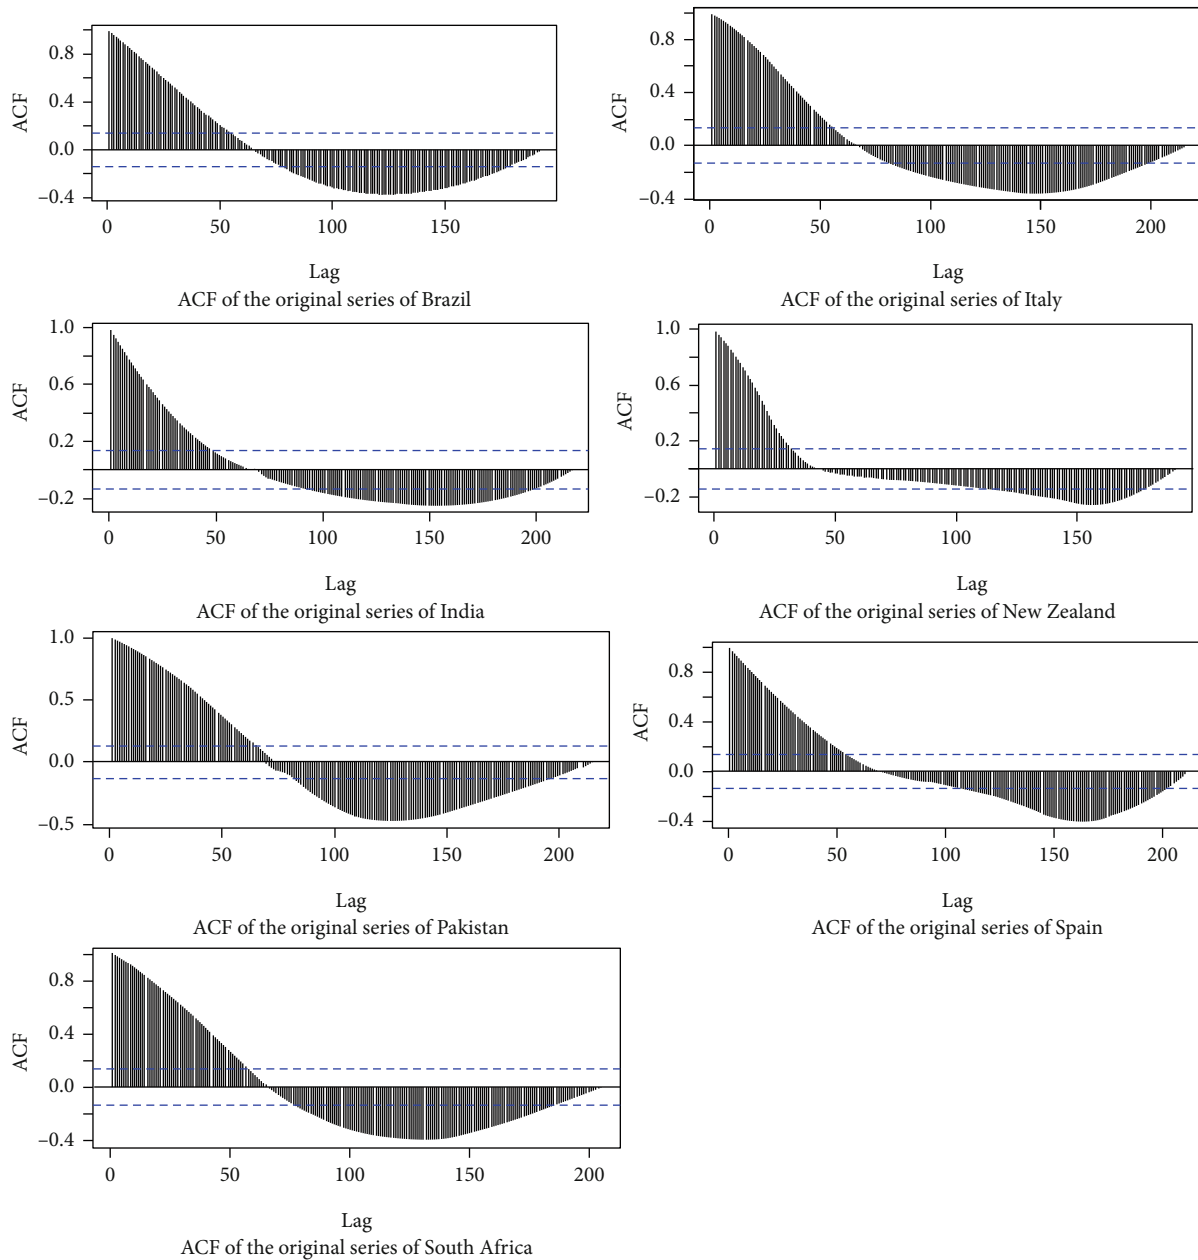 ACF
0.8
0.4
0.0
−0.4
0 50 100 150
Lag
ACF of the original series of Brazil
ACF
0.8
0.4
0.0
−0.4
0 50 100 150 200
Lag
ACF of the original series of Italy
ACF
1.0
0.6
0.2
−0.2
0 50 100 150 200
Lag
ACF of the original series of India
ACF
1.0
0.6
0.2
−0.2
0 50 100 150
Lag
ACF of the original series of New Zealand
ACF
1.0
0.5
0.0
−0.5
0 50 100 150 200
Lag
ACF of the original series of Pakistan
ACF
0.8
0.4
0.0
−0.4
0 50 100 150 200
Lag
ACF of the original series of Spain
ACF
0.8
0.4
0.0
−0.4
0 50 100 150 200
Lag
ACF of the original series of South Africa